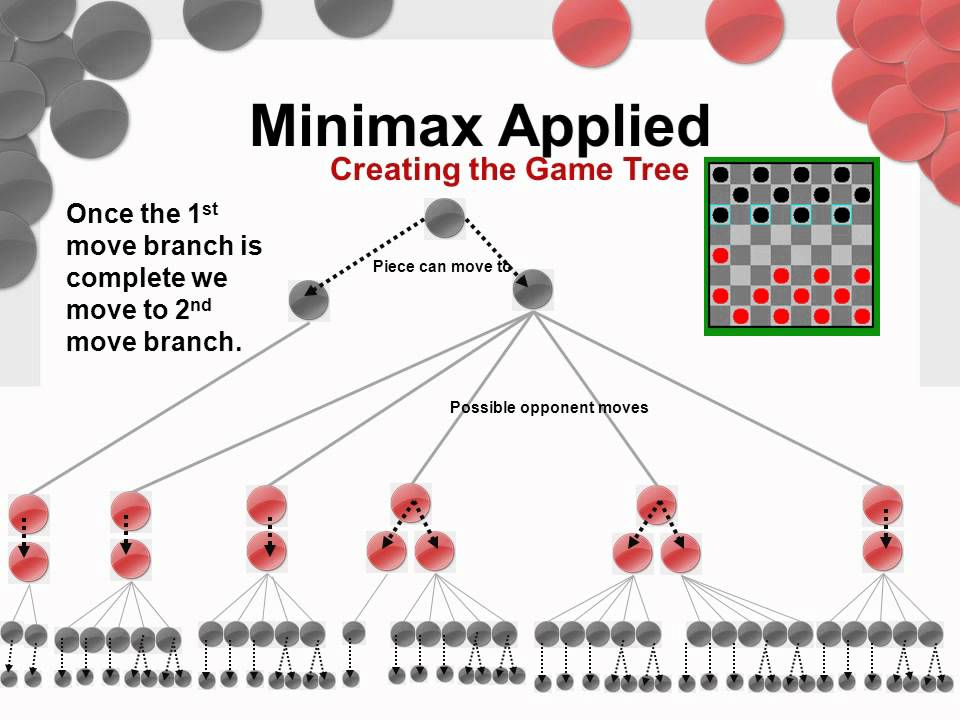 Minimax Applied
Creating the Game Tree
Once the 1st
move branch is
complete we
move to 2nd
move branch.
Piece can move to
Possible opponent moves